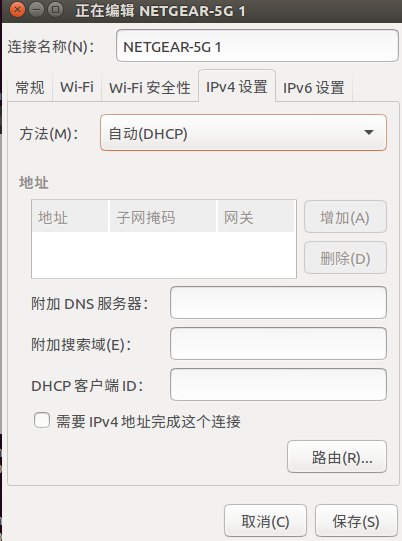 正在编辑 NETGEAR-5G 1
连接名称(N)： NETGEAR-5G 1
常规 Wi-Fi Wi-Fi 安全性 IPv4 设置 IPv6 设置
方法(M)： 自动(DHCP)
地址
地址 子网掩码 网关 增加(A)
删除(D)
附加 DNS 服务器：
附加搜索域(E)：
DHCP 客户端 ID：
需要 IPv4 地址完成这个连接
路由(R)...
取消(C) 保存(S)